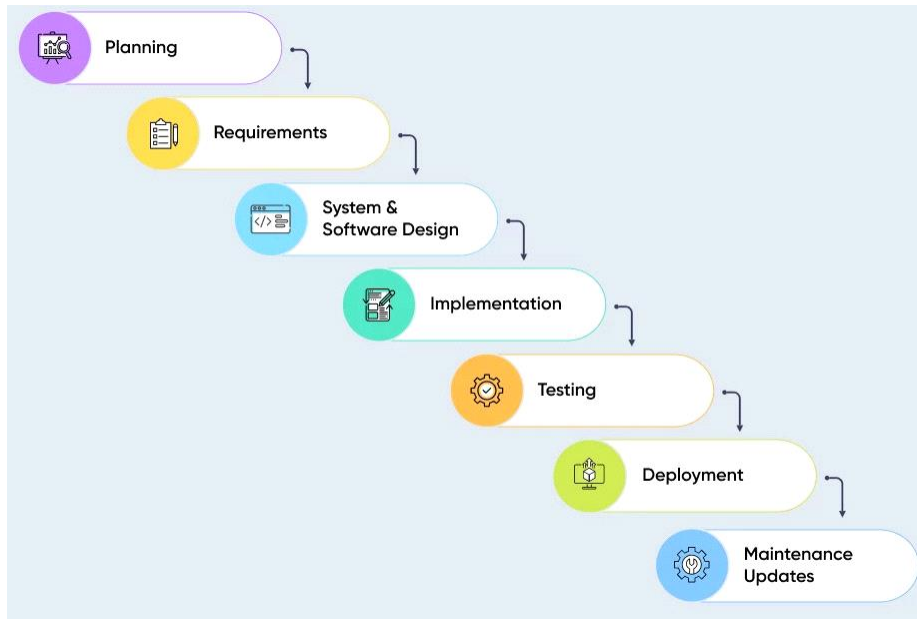 Planning
Requirements
System &
Software Design
Implementation
Testing
Deployment
Maintenance
Updates